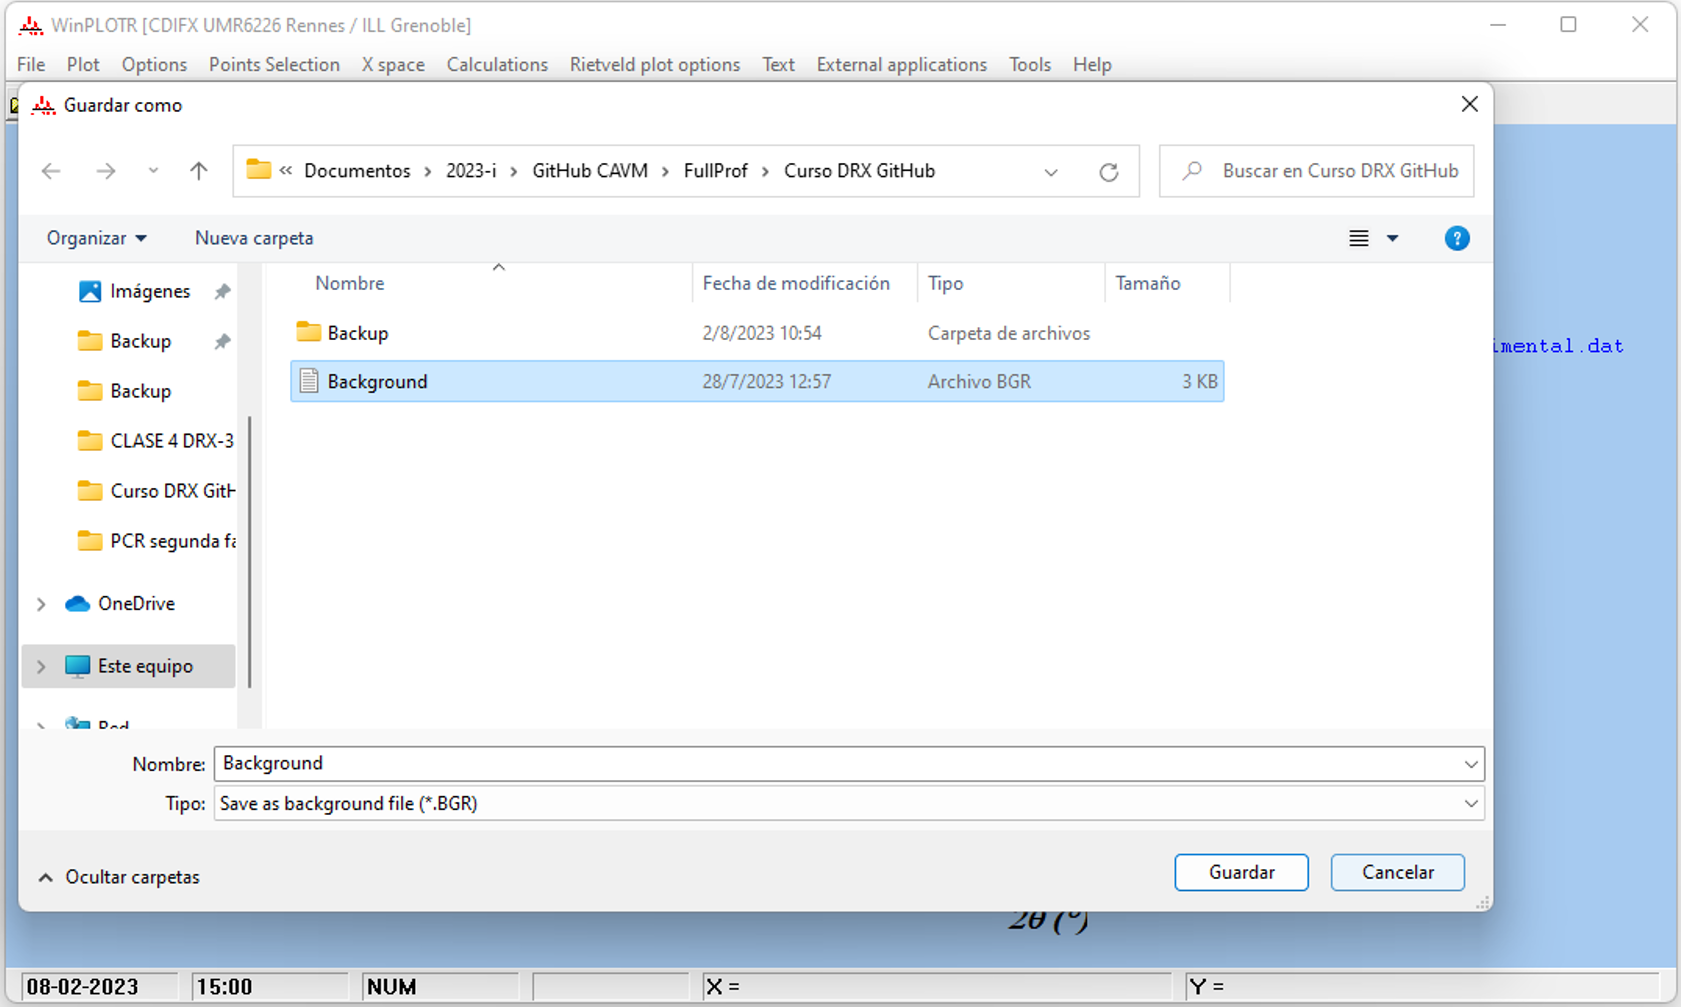 WinPLOTR [CDIFX UMR6226 Rennes / ILL Grenoble]
File Plot Options Points Selection X space Calculations Rietveld plot options Text External applications Tools Help
Guardar como
« Documentos › 2023-i › GitHub CAVM › FullProf › Curso DRX GitHub
Buscar en Curso DRX GitHub
Organizar Nueva carpeta ?
Nombre Fecha de modificación Tipo Tamaño
Backup 2/8/2023 10:54 Carpeta de archivos
Background 28/7/2023 12:57 Archivo BGR 3 KB
Imágenes
Backup
Backup
CLASE 4 DRX-3
Curso DRX GitH
PCR segunda fa
OneDrive
Este equipo
Red
imental.dat
Nombre: Background
Tipo: Save as background file (*.BGR)
Ocultar carpetas
Guardar Cancelar
2θ (°)
08-02-2023 15:00 NUM X = Y =